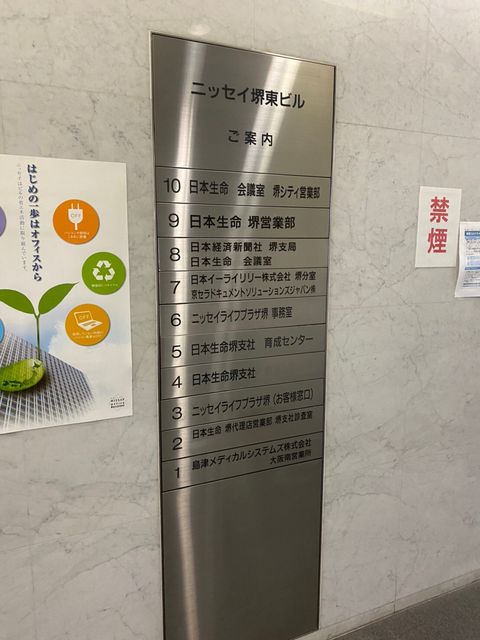 ニッセイ堺東ビル
ご案内
10 日本生命 会議室 堺シティ営業部
9 日本生命 堺営業部
8 日本経済新聞社 堺支局
日本生命 会議室
7 日本イーライリリー株式会社 堺分室
京セラドキュメントソリューションズジャパン㈱
6 ニッセイライフプラザ堺 事務室
5 日本生命堺支社 育成センター
4 日本生命堺支社
3 ニッセイライフプラザ堺(お客様窓口)
2 日本生命 堺代理店営業部 堺支社診査室
1 島津メディカルシステムズ株式会社
大阪南営業所
はじめの一歩はオフィスから
OFF
OFF
禁煙